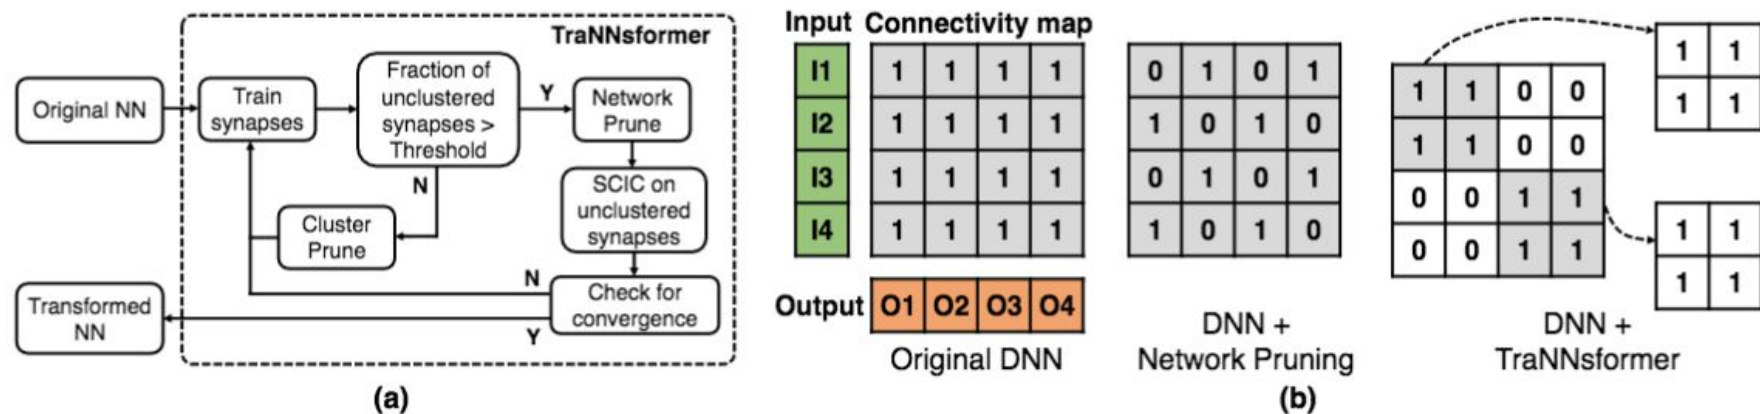 TraNNsformer
Original NN
Train
synapses
Fraction of
unclustered
synapses >
Threshold
Y
Network
Prune
N
SCIC on
unclustered
synapses
Cluster
Prune
N
Check for
convergence
Y
Transformed
NN
(a)
Input
Connectivity map
I1
1 1 1 1
I2
1 1 1 1
I3
1 1 1 1
I4
1 1 1 1
Output
O1 O2 O3 O4
Original DNN
0 1 0 1
1 0 1 0
0 1 0 1
1 0 1 0
DNN +
Network Pruning
1 1 0 0
1 1 0 0
0 0 1 1
0 0 1 1
1 1
1 1
1 1
1 1
DNN +
TraNNsformer
(b)